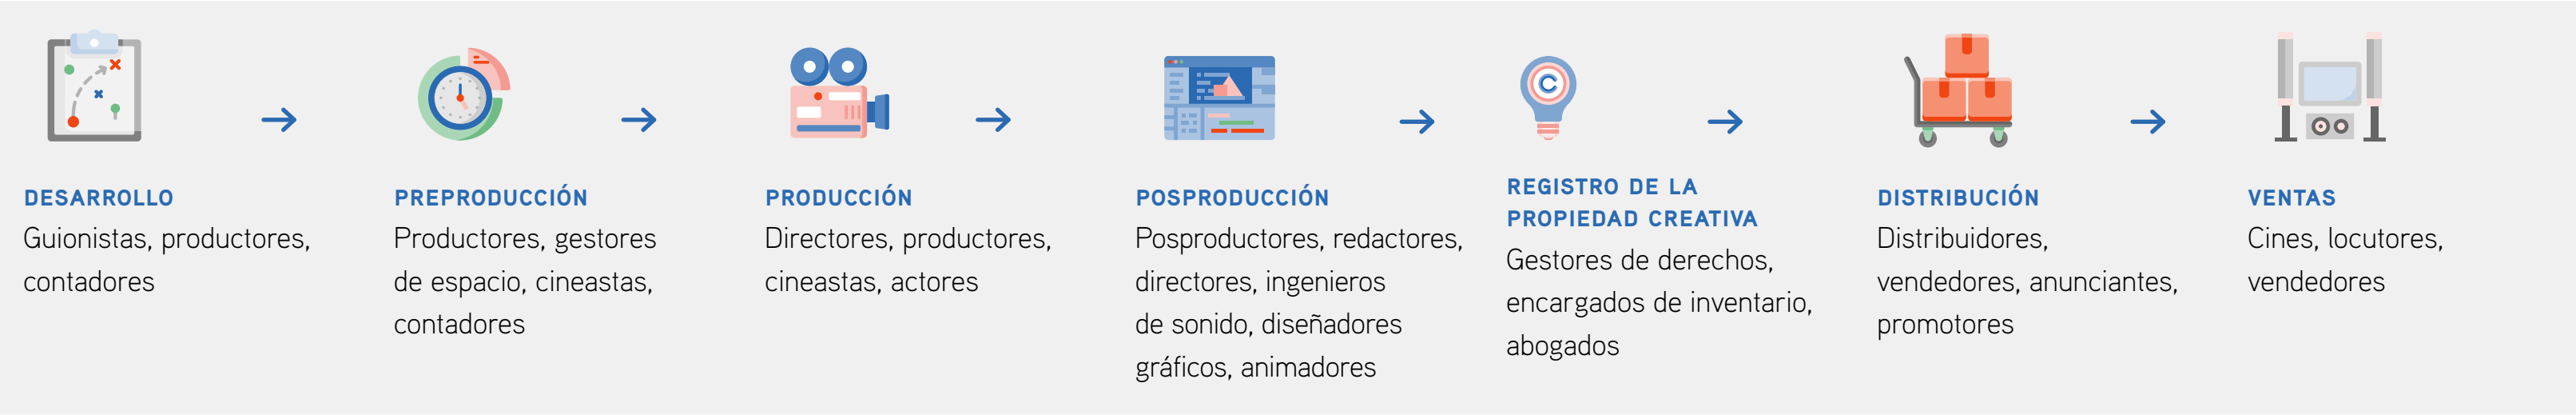 DESARROLLO
Guionistas, productores,
contadores
PREPRODUCCIÓN
Productores, gestores
de espacio, cineastas,
contadores
PRODUCCIÓN
Directores, productores,
cineastas, actores
POSPRODUCCIÓN
Posproductores, redactores,
directores, ingenieros
de sonido, diseñadores
gráficos, animadores
REGISTRO DE LA
PROPIEDAD CREATIVA
Gestores de derechos,
encargados de inventario,
abogados
DISTRIBUCIÓN
Distribuidores,
vendedores, anunciantes,
promotores
VENTAS
Cines, locutores,
vendedores